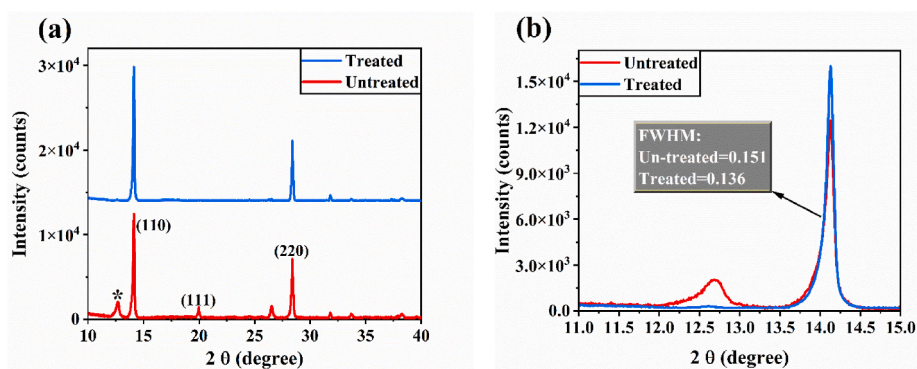 (a)
Treated
Untreated
3×10⁴
2×10⁴
1×10⁴
0
Intensity (counts)
(110)
*
(111)
(220)
10 15 20 25 30 35 40
2 θ (degree)
(b)
Untreated
Treated
1.5×10⁴
1.2×10⁴
9.0×10³
6.0×10³
3.0×10³
0.0
Intensity (counts)
FWHM:
Un-treated=0.151
Treated=0.136
11.0 11.5 12.0 12.5 13.0 13.5 14.0 14.5 15.0
2 θ (degree)